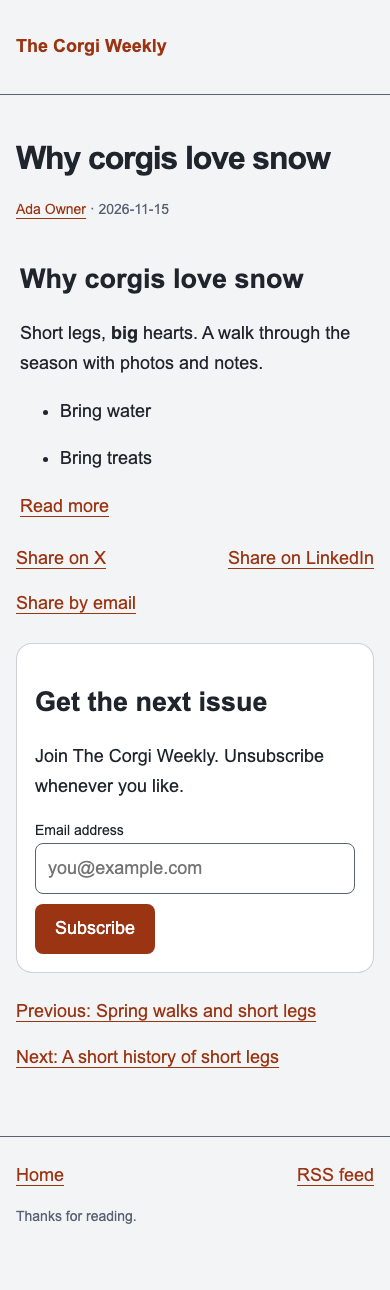 The Corgi Weekly
Why corgis love snow
Ada Owner · 2026-11-15
Why corgis love snow
Short legs, big hearts. A walk through the
season with photos and notes.
• Bring water
• Bring treats
Read more
Share on X
Share on LinkedIn
Share by email
Get the next issue
Join The Corgi Weekly. Unsubscribe
whenever you like.
Email address
you@example.com
Subscribe
Previous: Spring walks and short legs
Next: A short history of short legs
Home
RSS feed
Thanks for reading.